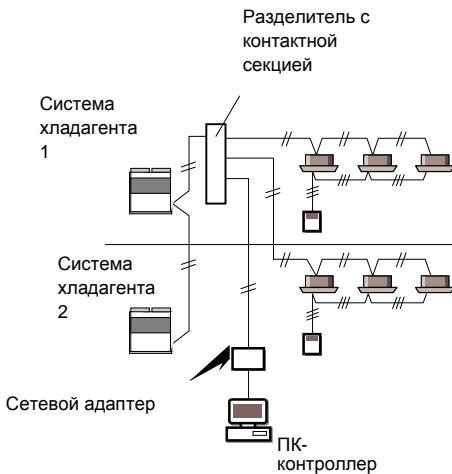 Разделитель с
контактной
секцией
Система
хладагента
1
Система
хладагента
2
Сетевой адаптер
ПК-
контроллер